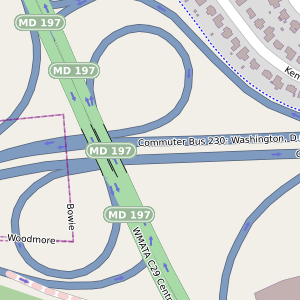 MD 197
MD 197
Ken
Commuter Bus 230: Washington, D
MD 197
C
Bowie
MD 197
Woodmore
WMATA C29 Centr